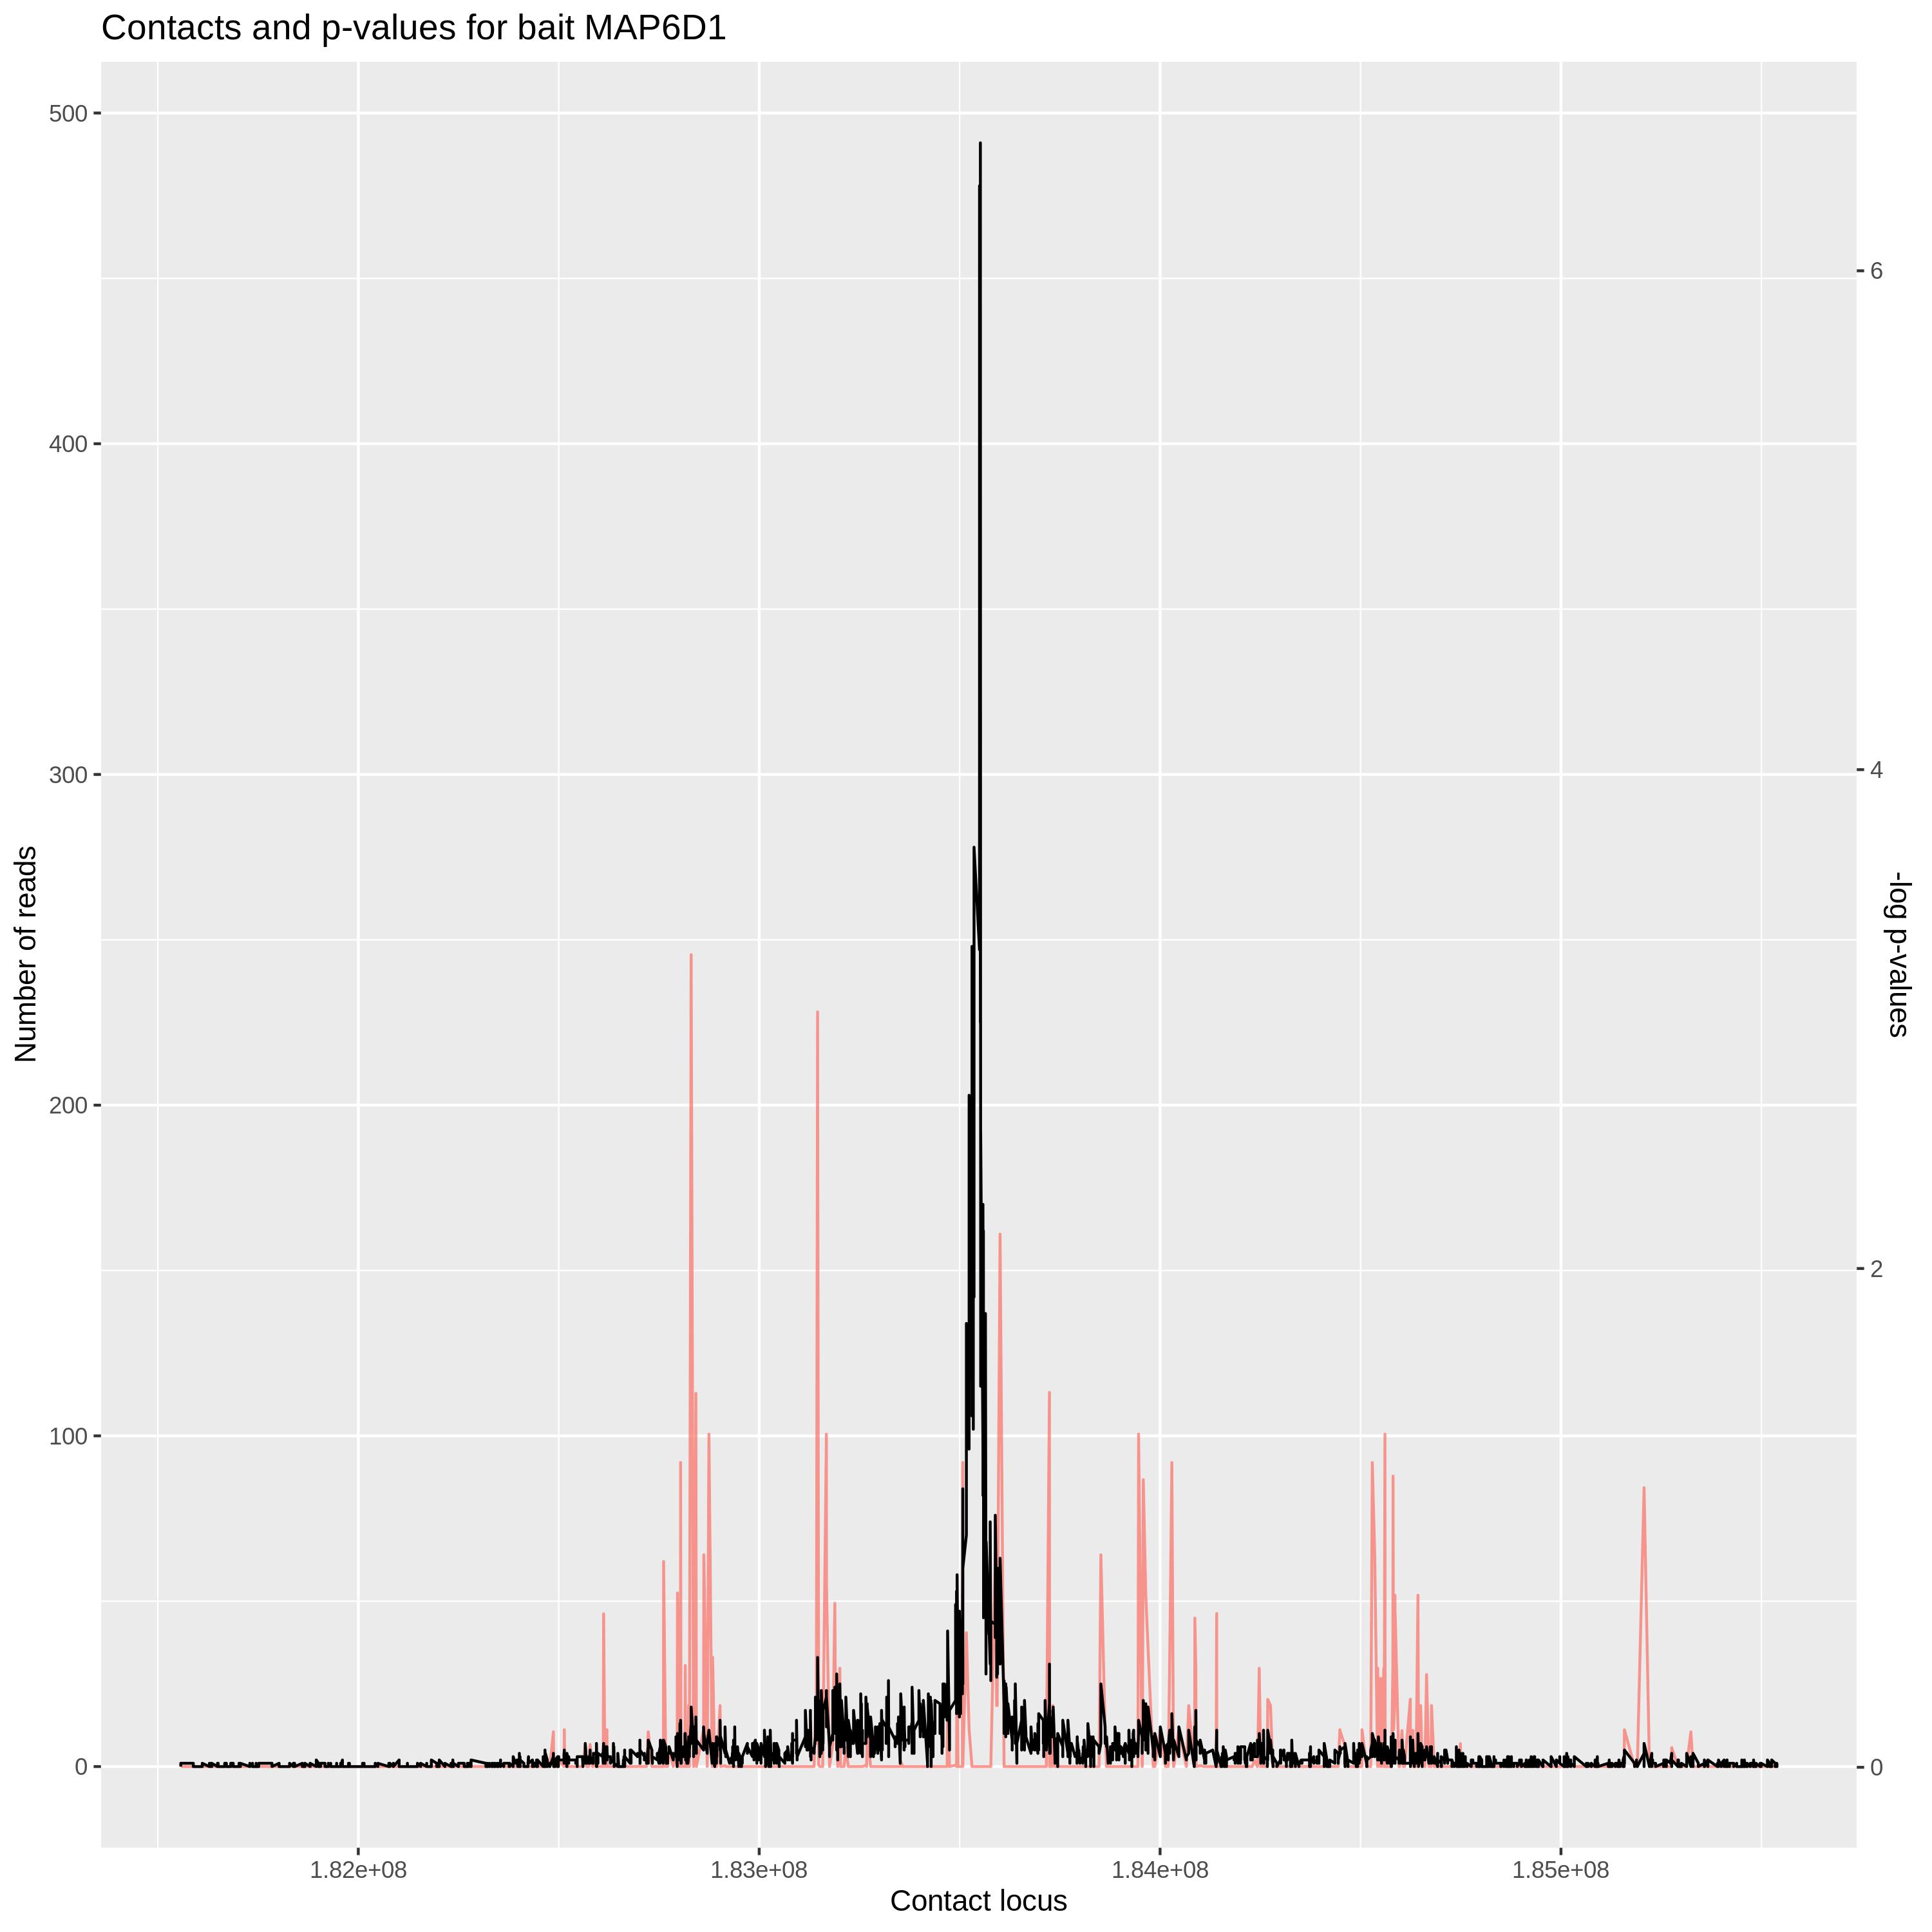 Contacts and p-values for bait MAP6D1
500
400
300
200
100
0
Number of reads
6
4
2
0
-log p-values
1.82e+08
1.83e+08
1.84e+08
1.85e+08
Contact locus